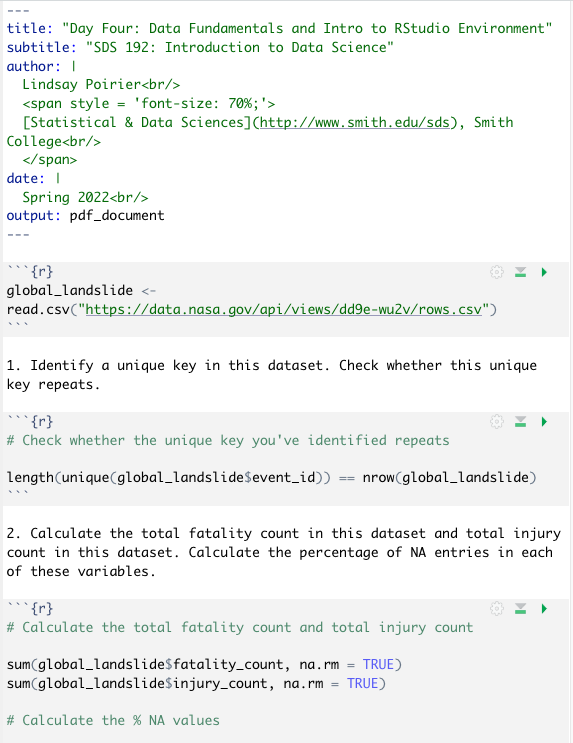 ---
title: "Day Four: Data Fundamentals and Intro to RStudio Environment"
subtitle: "SDS 192: Introduction to Data Science"
author: |
  Lindsay Poirier<br/>
  <span style = 'font-size: 70%;'>
  [Statistical & Data Sciences](http://www.smith.edu/sds), Smith
College<br/>
  </span>
date: |
  Spring 2022<br/>
output: pdf_document
---
```{r}
global_landslide <-
read.csv("https://data.nasa.gov/api/views/dd9e-wu2v/rows.csv")
```
1. Identify a unique key in this dataset. Check whether this unique
key repeats.
```{r}
# Check whether the unique key you've identified repeats
length(unique(global_landslide$event_id)) == nrow(global_landslide)
```
2. Calculate the total fatality count in this dataset and total injury
count in this dataset. Calculate the percentage of NA entries in each
of these variables.
```{r}
# Calculate the total fatality count and total injury count
sum(global_landslide$fatality_count, na.rm = TRUE)
sum(global_landslide$injury_count, na.rm = TRUE)
# Calculate the % NA values